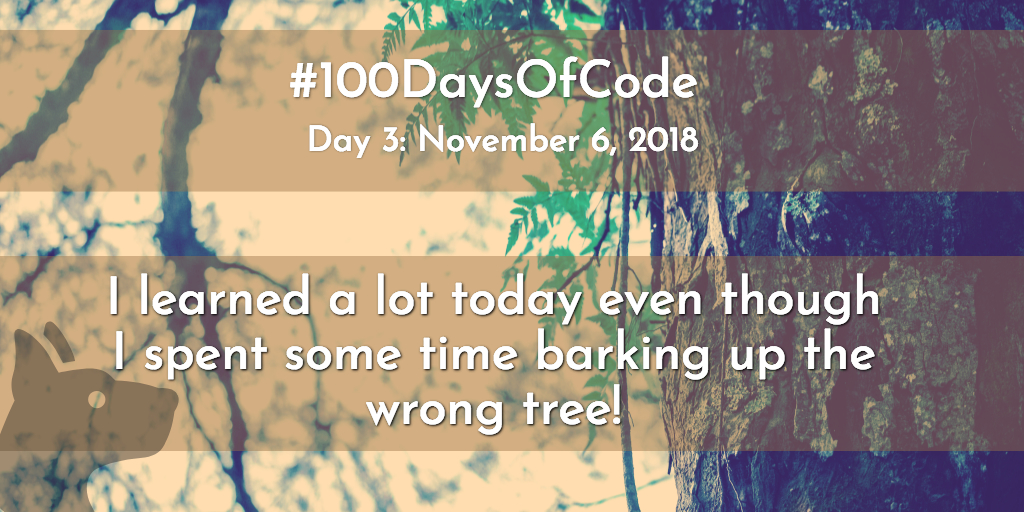 #100DaysOfCode
Day 3: November 6, 2018
I learned a lot today even though
I spent some time barking up the
wrong tree!